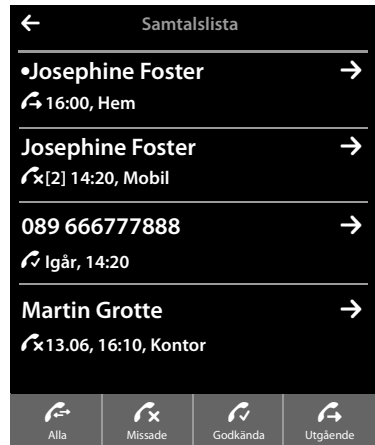 Samtalslista
•Josephine Foster
16:00, Hem
Josephine Foster
[2] 14:20, Mobil
089 666777888
Igår, 14:20
Martin Grotte
13.06, 16:10, Kontor
Alla Missade Godkända Utgående